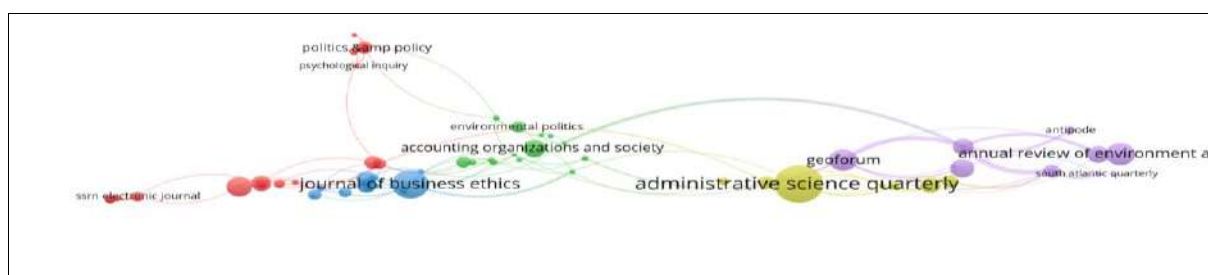 politics &amp policy
psychological inquiry
environmental politics
antipode
accounting organizations and society
geoforum
annual review of environment a
south atlantic quarterly
journal of business ethics
administrative science quarterly
ssrn electronic journal